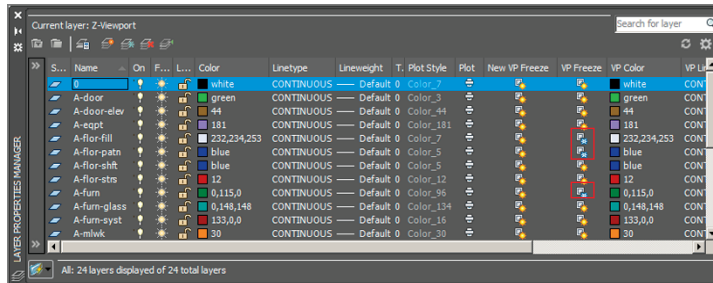 Current layer: Z-Viewport
Search for layer
S... Name On F... L... Color Linetype Lineweight T. Plot Style Plot New VP Freeze VP Freeze VP Color VP Lin
0 white CONTINUOUS Default 0 Color_7 white CONT
A-door green CONTINUOUS Default 0 Color_3 green CONT
A-door-elev 44 CONTINUOUS Default 0 Color_44 44 CONT
A-eqpt 181 CONTINUOUS Default 0 Color_181 181 CONT
A-flor-fill 232,234,253 CONTINUOUS Default 0 Color_7 232,234,253 CONT
A-flor-patn blue CONTINUOUS Default 0 Color_5 blue CONT
A-flor-shft blue CONTINUOUS Default 0 Color_5 blue CONT
A-flor-strs 12 CONTINUOUS Default 0 Color_12 12 CONT
A-furn 0,115,0 CONTINUOUS Default 0 Color_96 0,115,0 CONT
A-furn-glass 0,148,148 CONTINUOUS Default 0 Color_134 0,148,148 CONT
A-furn-syst 133,0,0 CONTINUOUS Default 0 Color_16 133,0,0 CONT
A-mlwk 30 CONTINUOUS Default 0 Color_30 30 CONT
LAYER PROPERTIES MANAGER
All: 24 layers displayed of 24 total layers